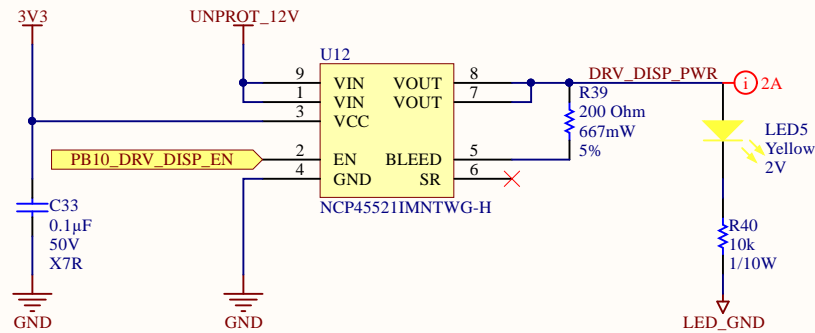 3V3
UNPROT_12V
U12
9 VIN VOUT 8
1 VIN VOUT 7
3 VCC
2 EN BLEED 5
4 GND SR 6
NCP45521IMNTWG-H
PB10_DRV_DISP_EN
DRV_DISP_PWR
i 2A
R39
200 Ohm
667mW
5%
LED5
Yellow
2V
C33
0.1µF
50V
X7R
R40
10k
1/10W
GND
GND
LED_GND